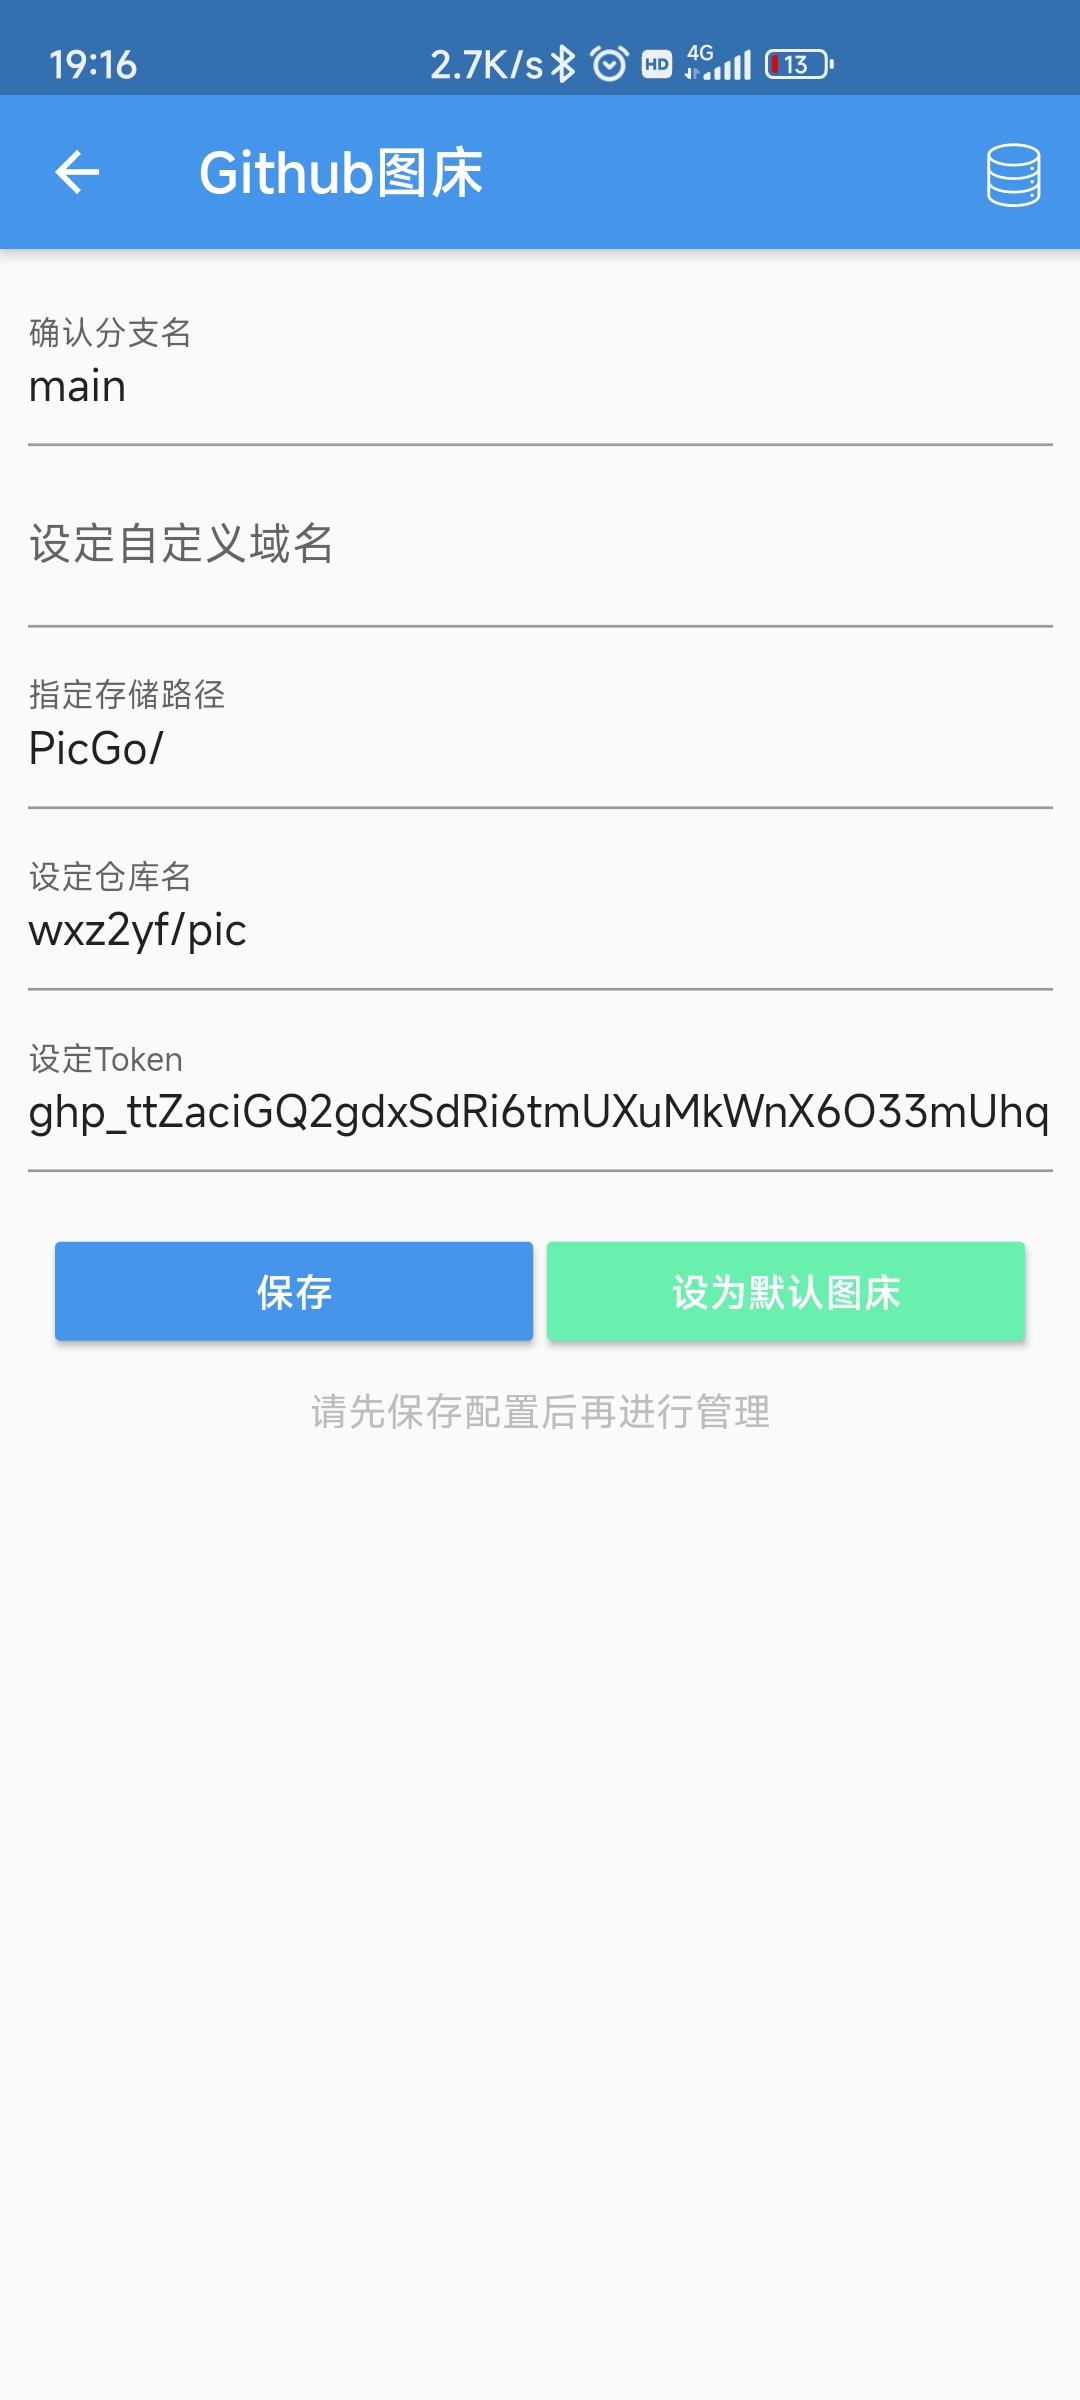 19:16 2.7K/s HD 4G 13
Github图床
确认分支名
main
设定自定义域名
指定存储路径
PicGo/
设定仓库名
wxz2yf/pic
设定Token
ghp_ttZaciGQ2gdxSdRi6tmUXuMkWnX6O33mUhq
保存 设为默认图床
请先保存配置后再进行管理